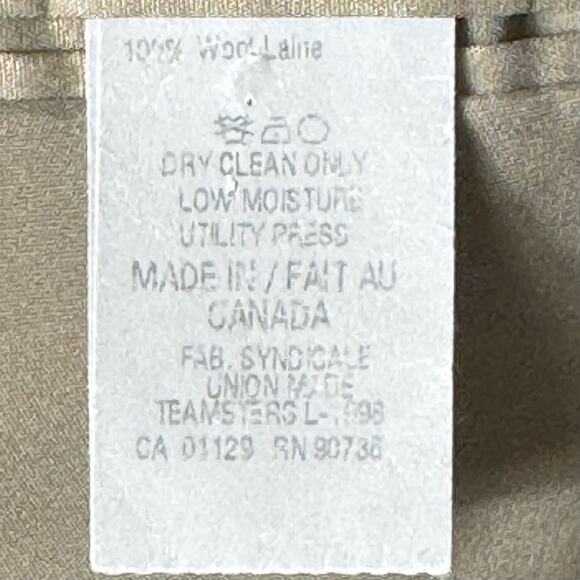 100% Wool-Laine
DRY CLEAN ONLY
LOW MOISTURE
UTILITY PRESS
MADE IN / FAIT AU
CANADA
FAB. SYNDICALE
UNION MADE
TEAMSTERS
CA 01129 RN 90736